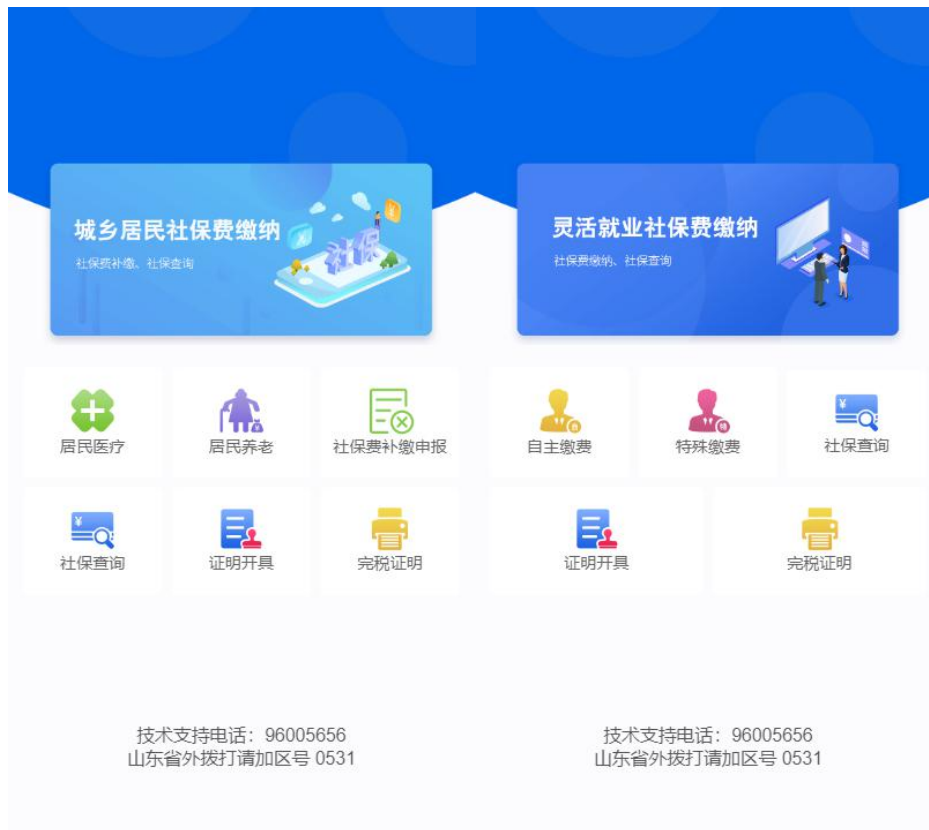 城乡居民社保费缴纳
社保费补缴、社保查询
社保
居民医疗
居民养老
社保费补缴申报
¥
社保查询
证明开具
完税证明
技术支持电话：96005656
山东省外拨打请加区号 0531
灵活就业社保费缴纳
社保费缴纳、社保查询
自主缴费
特殊缴费
¥
社保查询
证明开具
完税证明
技术支持电话：96005656
山东省外拨打请加区号 0531